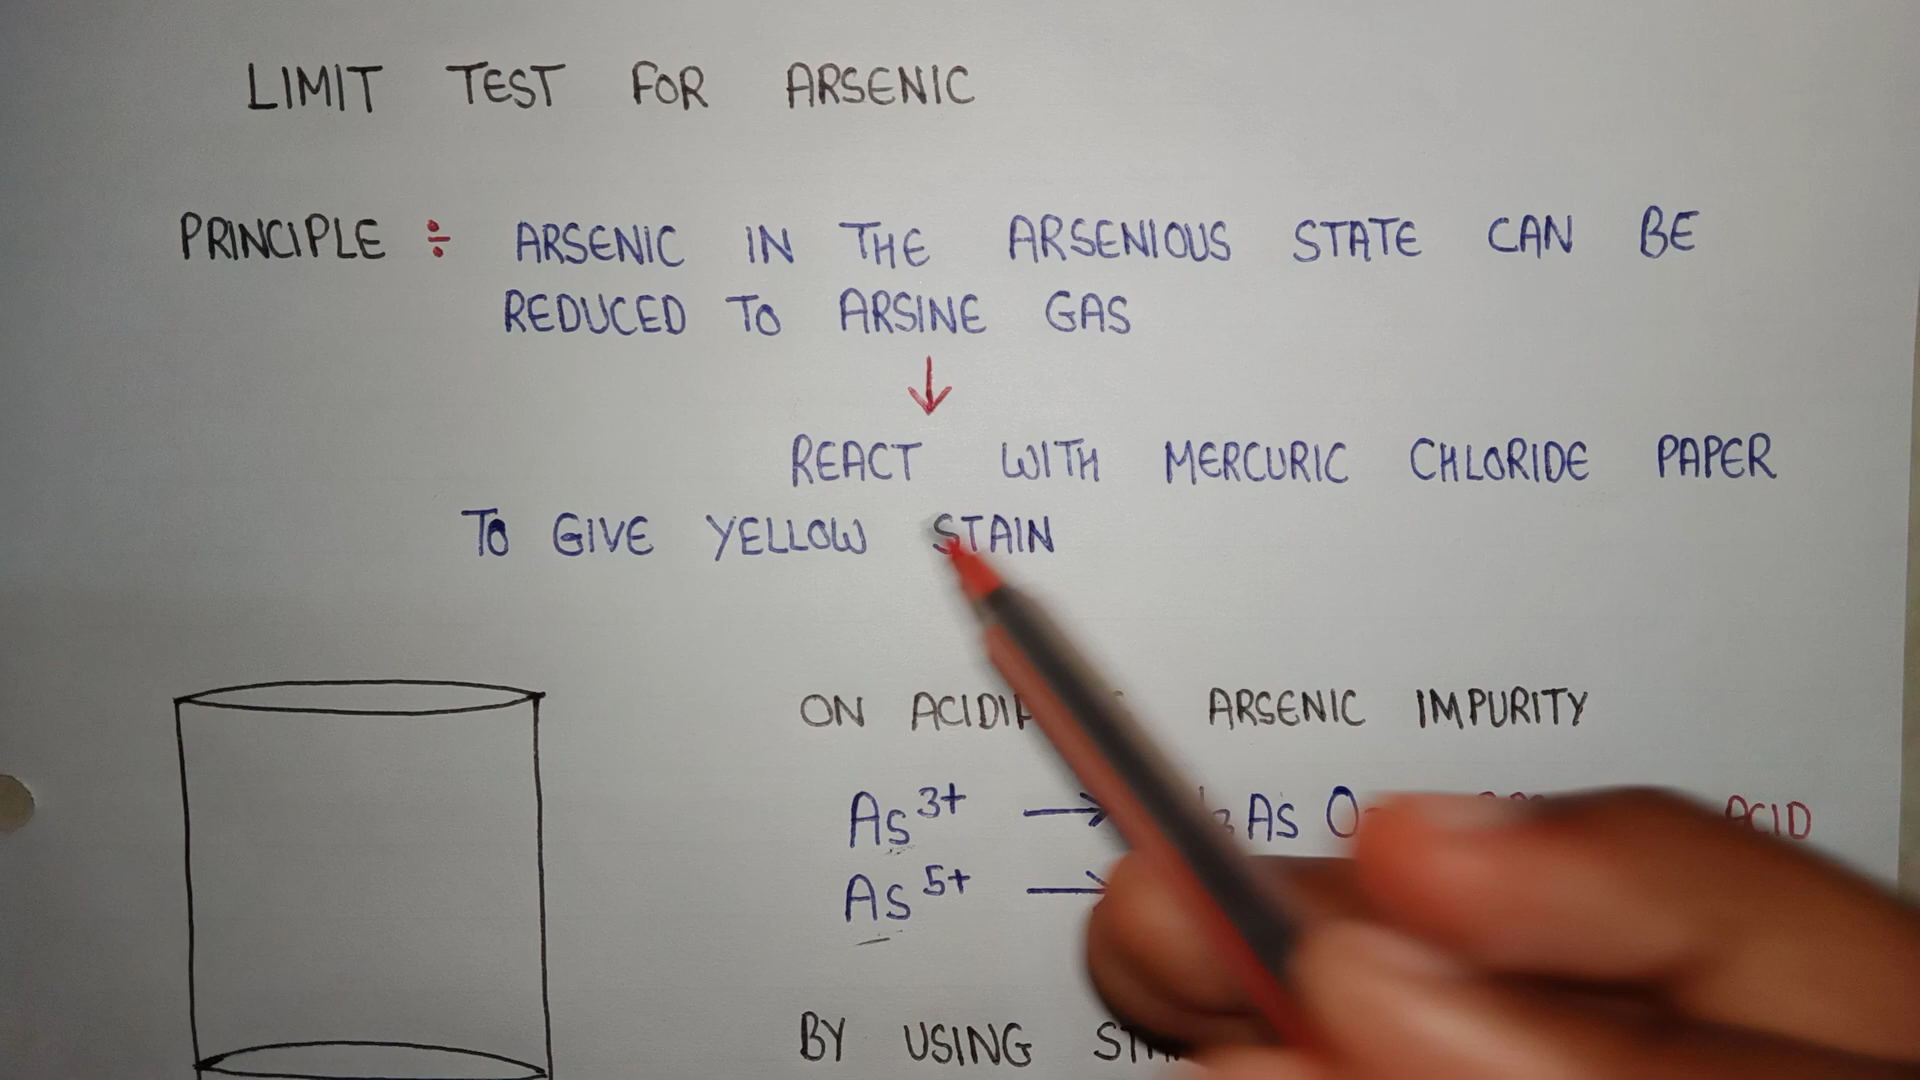 LIMIT TEST FOR ARSENIC
PRINCIPLE ÷ ARSENIC IN THE ARSENIOUS STATE CAN BE
REDUCED TO ARSINE GAS
↓
REACT WITH MERCURIC CHLORIDE PAPER
TO GIVE YELLOW STAIN
ON ARSENIC IMPURITY
As³⁺ → As O ACID
As⁵⁺ →
BY USING